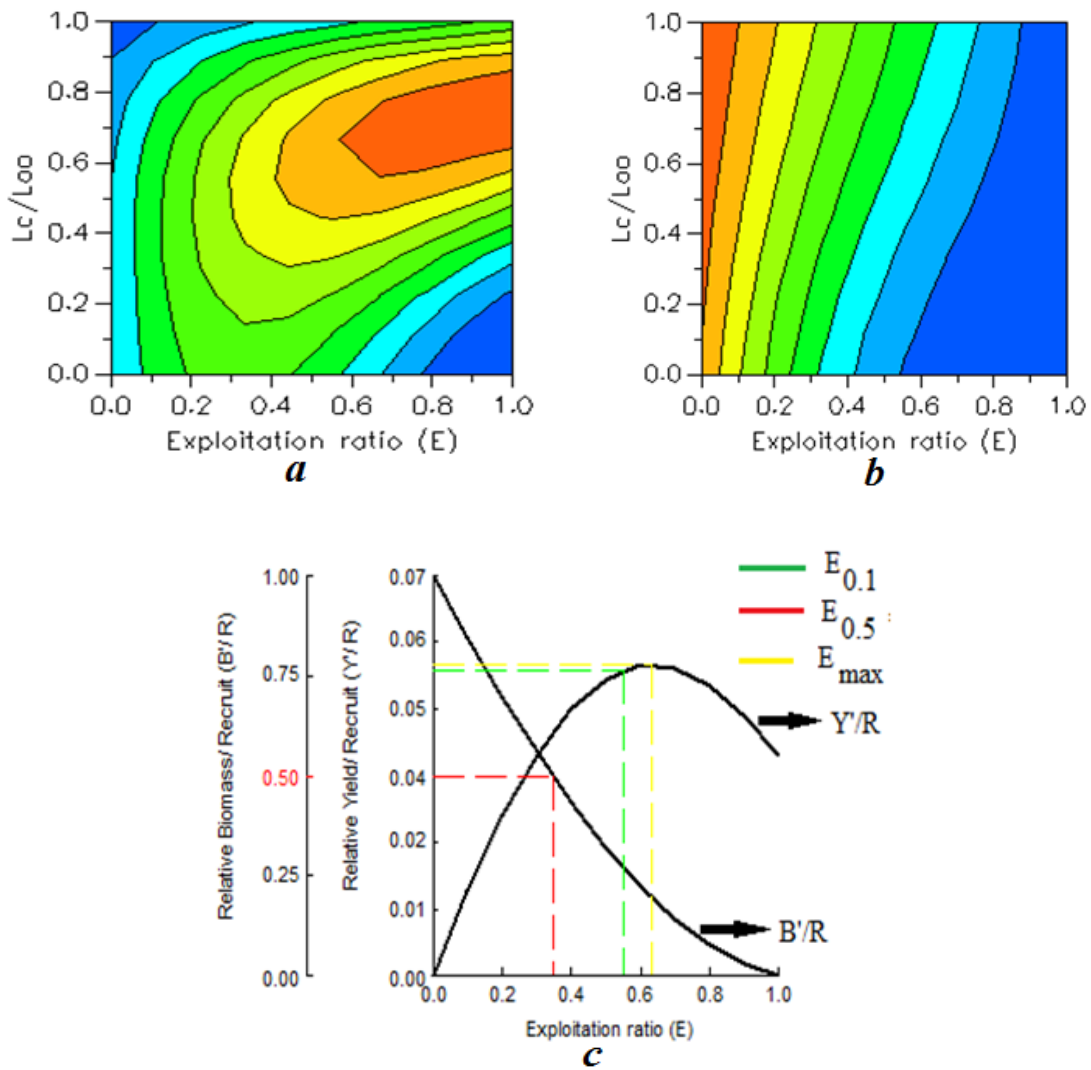 1.0
0.8
0.6
0.4
0.2
0.0
Lc/Loo
0.0 0.2 0.4 0.6 0.8 1.0
Exploitation ratio (E)
a
1.0
0.8
0.6
0.4
0.2
0.0
Lc/Loo
0.0 0.2 0.4 0.6 0.8 1.0
Exploitation ratio (E)
b
Relative Biomass/ Recruit (B'/R)
1.00
0.75
0.50
0.25
0.00
Relative Yield/ Recruit (Y'/R)
0.07
0.06
0.05
0.04
0.02
0.01
0.00
E0.1
E0.5 :
Emax
Y'/R
B'/R
0.0 0.2 0.4 0.6 0.8 1.0
Exploitation ratio (E)
c